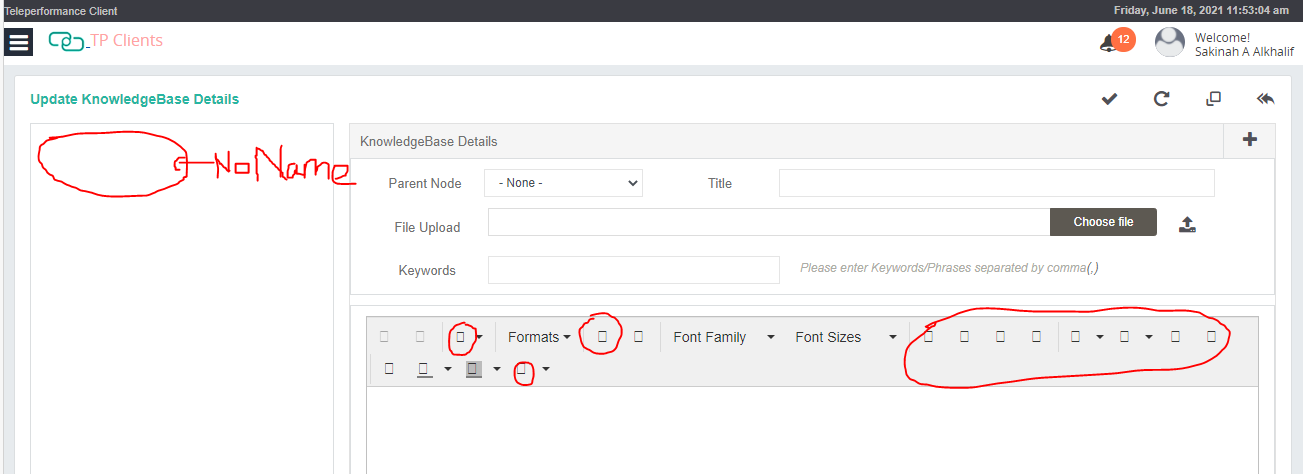 Teleperformance Client
Friday, June 18, 2021 11:53:04 am
TP Clients
12
Welcome!
Sakinah A Alkhalif
Update KnowledgeBase Details
NoName
KnowledgeBase Details
Parent Node - None - Title
File Upload Choose file
Keywords Please enter Keywords/Phrases separated by comma(,)
Formats Font Family Font Sizes